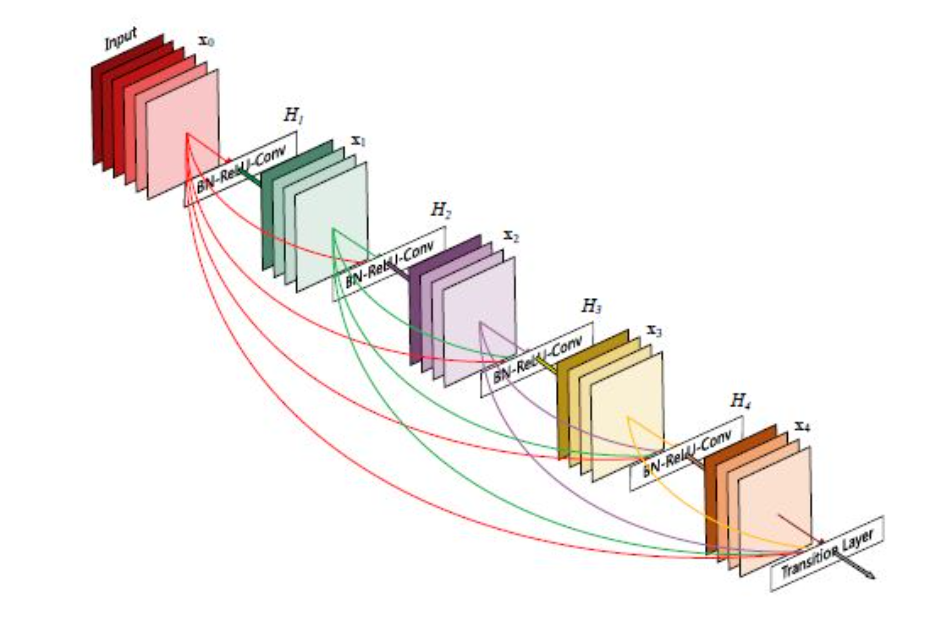 Input
x₀
H₁
BN-ReLU-Conv
x₁
H₂
BN-ReLU-Conv
x₂
H₃
BN-ReLU-Conv
x₃
H₄
BN-ReLU-Conv
x₄
Transition Layer